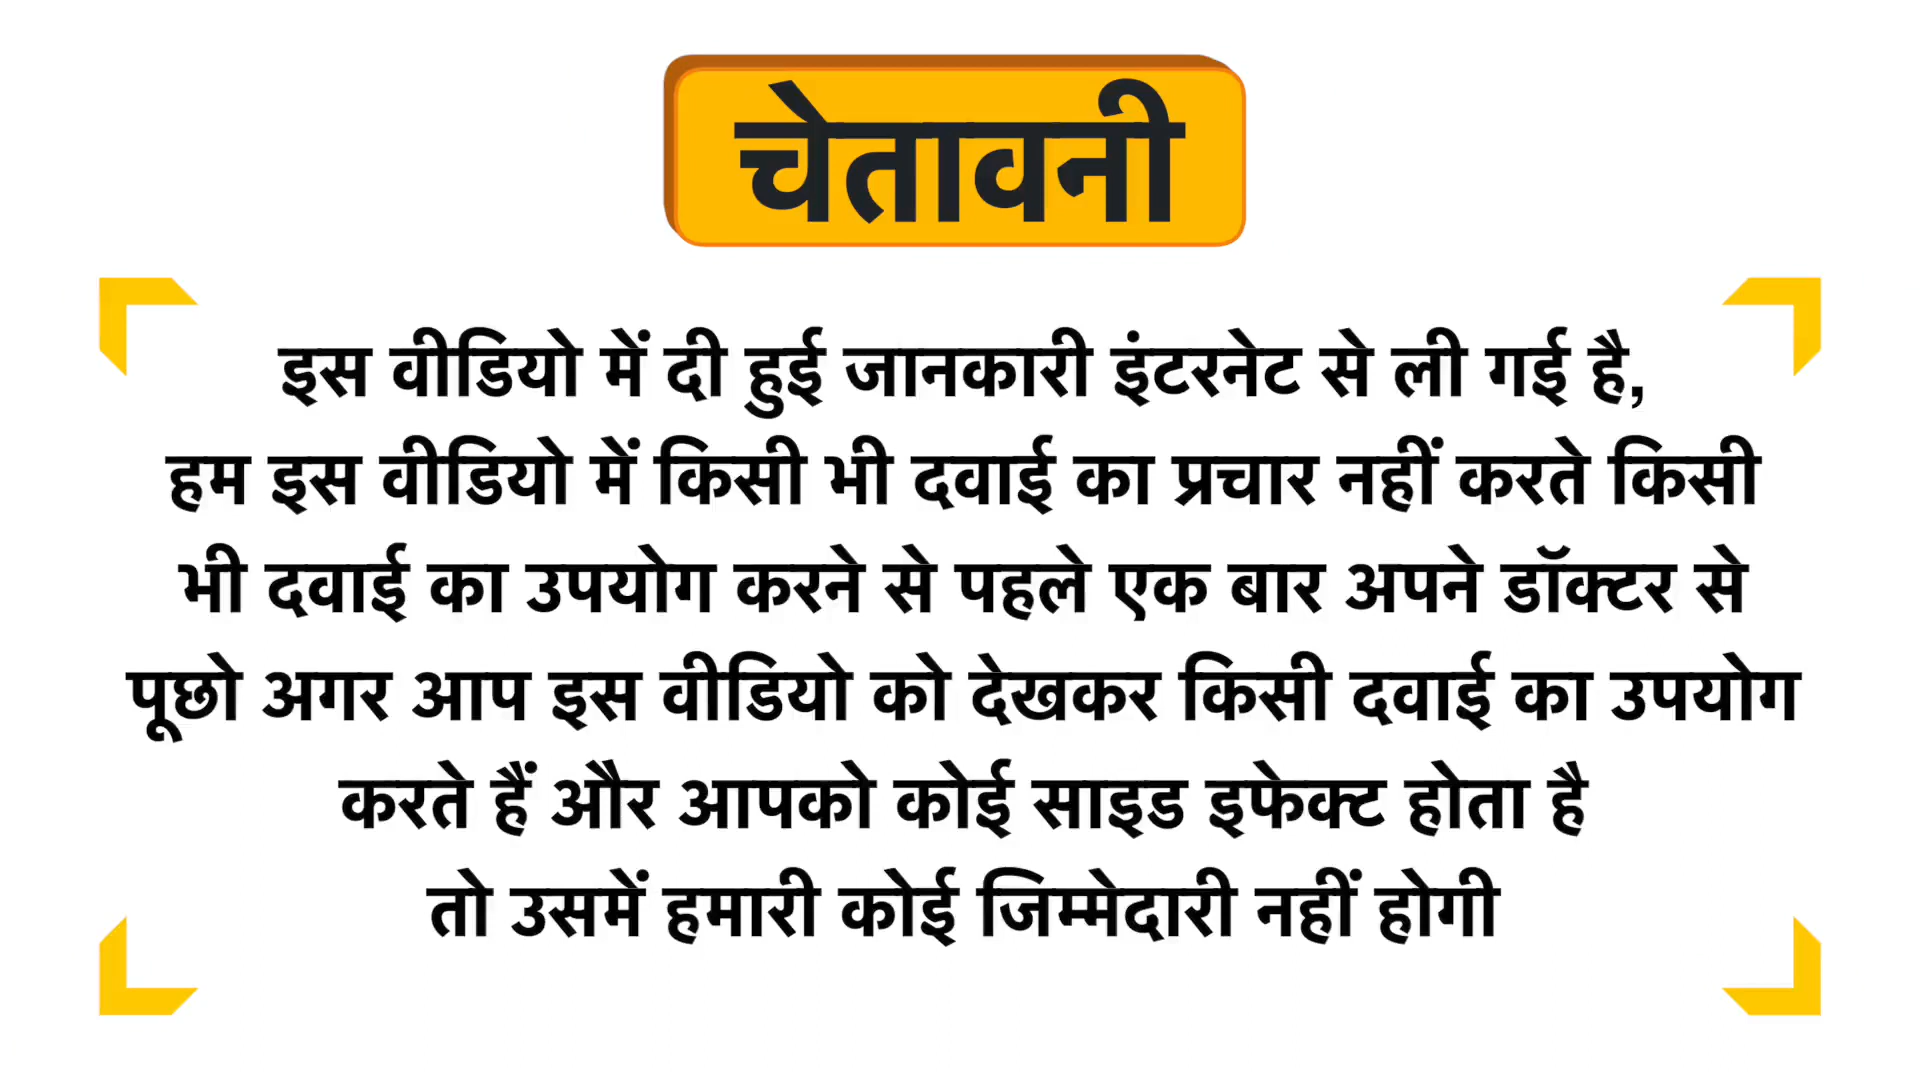 चेतावनी
इस वीडियो में दी हुई जानकारी इंटरनेट से ली गई है,
हम इस वीडियो में किसी भी दवाई का प्रचार नहीं करते किसी
भी दवाई का उपयोग करने से पहले एक बार अपने डॉक्टर से
पूछो अगर आप इस वीडियो को देखकर किसी दवाई का उपयोग
करते हैं और आपको कोई साइड इफेक्ट होता है
तो उसमें हमारी कोई जिम्मेदारी नहीं होगी